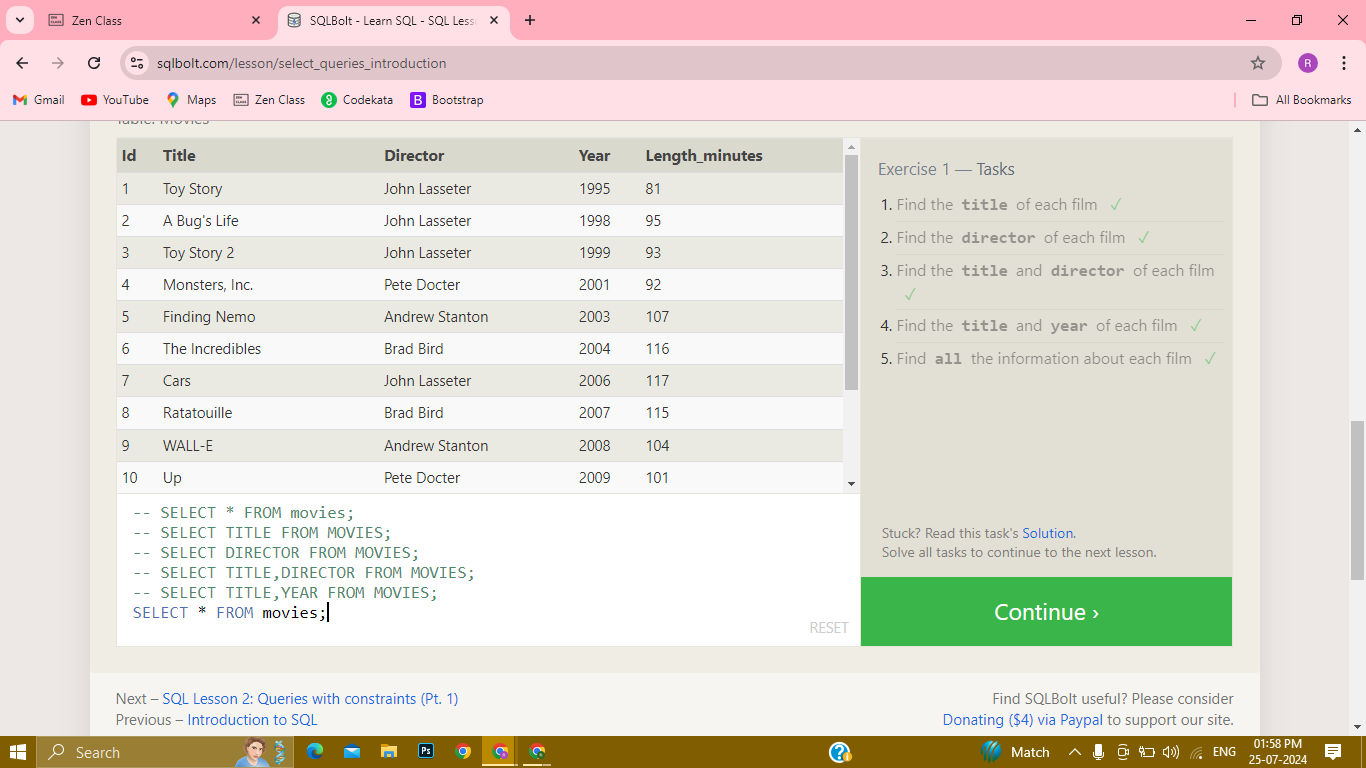 Zen Class
SQLBolt - Learn SQL - SQL Less
sqlbolt.com/lesson/select_queries_introduction
R
Gmail YouTube Maps Zen Class Codekata Bootstrap All Bookmarks
Table: Movies
Id Title Director Year Length_minutes
1 Toy Story John Lasseter 1995 81
2 A Bug's Life John Lasseter 1998 95
3 Toy Story 2 John Lasseter 1999 93
4 Monsters, Inc. Pete Docter 2001 92
5 Finding Nemo Andrew Stanton 2003 107
6 The Incredibles Brad Bird 2004 116
7 Cars John Lasseter 2006 117
8 Ratatouille Brad Bird 2007 115
9 WALL-E Andrew Stanton 2008 104
10 Up Pete Docter 2009 101
-- SELECT * FROM movies;
-- SELECT TITLE FROM MOVIES;
-- SELECT DIRECTOR FROM MOVIES;
-- SELECT TITLE,DIRECTOR FROM MOVIES;
-- SELECT TITLE,YEAR FROM MOVIES;
SELECT * FROM movies;
RESET
Exercise 1 — Tasks
1. Find the title of each film ✓
2. Find the director of each film ✓
3. Find the title and director of each film
✓
4. Find the title and year of each film ✓
5. Find all the information about each film ✓
Stuck? Read this task's Solution.
Solve all tasks to continue to the next lesson.
Continue ›
Next – SQL Lesson 2: Queries with constraints (Pt. 1)
Previous – Introduction to SQL
Find SQLBolt useful? Please consider
Donating ($4) via Paypal to support our site.
Search
Match
ENG
01:58 PM
25-07-2024